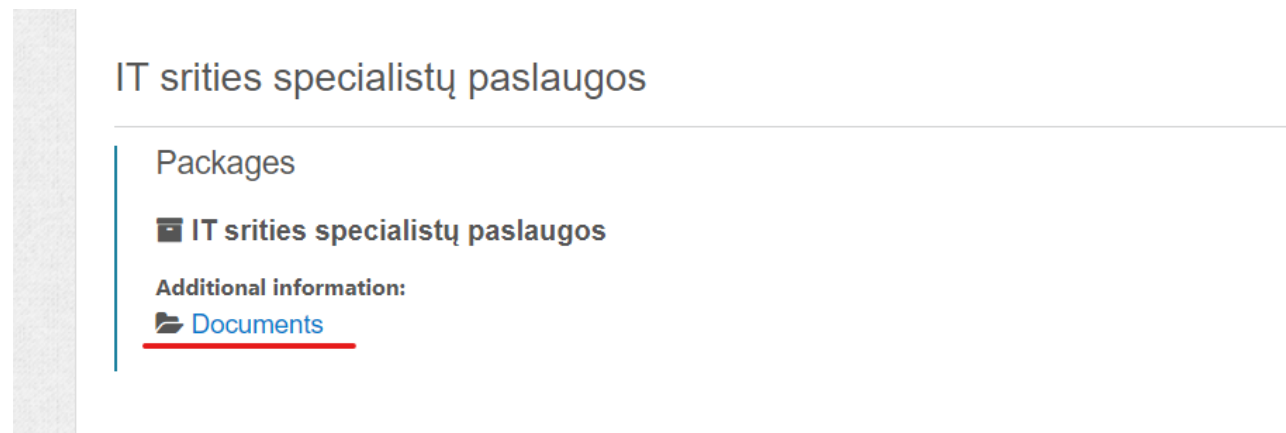 IT srities specialistų paslaugos
Packages
IT srities specialistų paslaugos
Additional information:
Documents